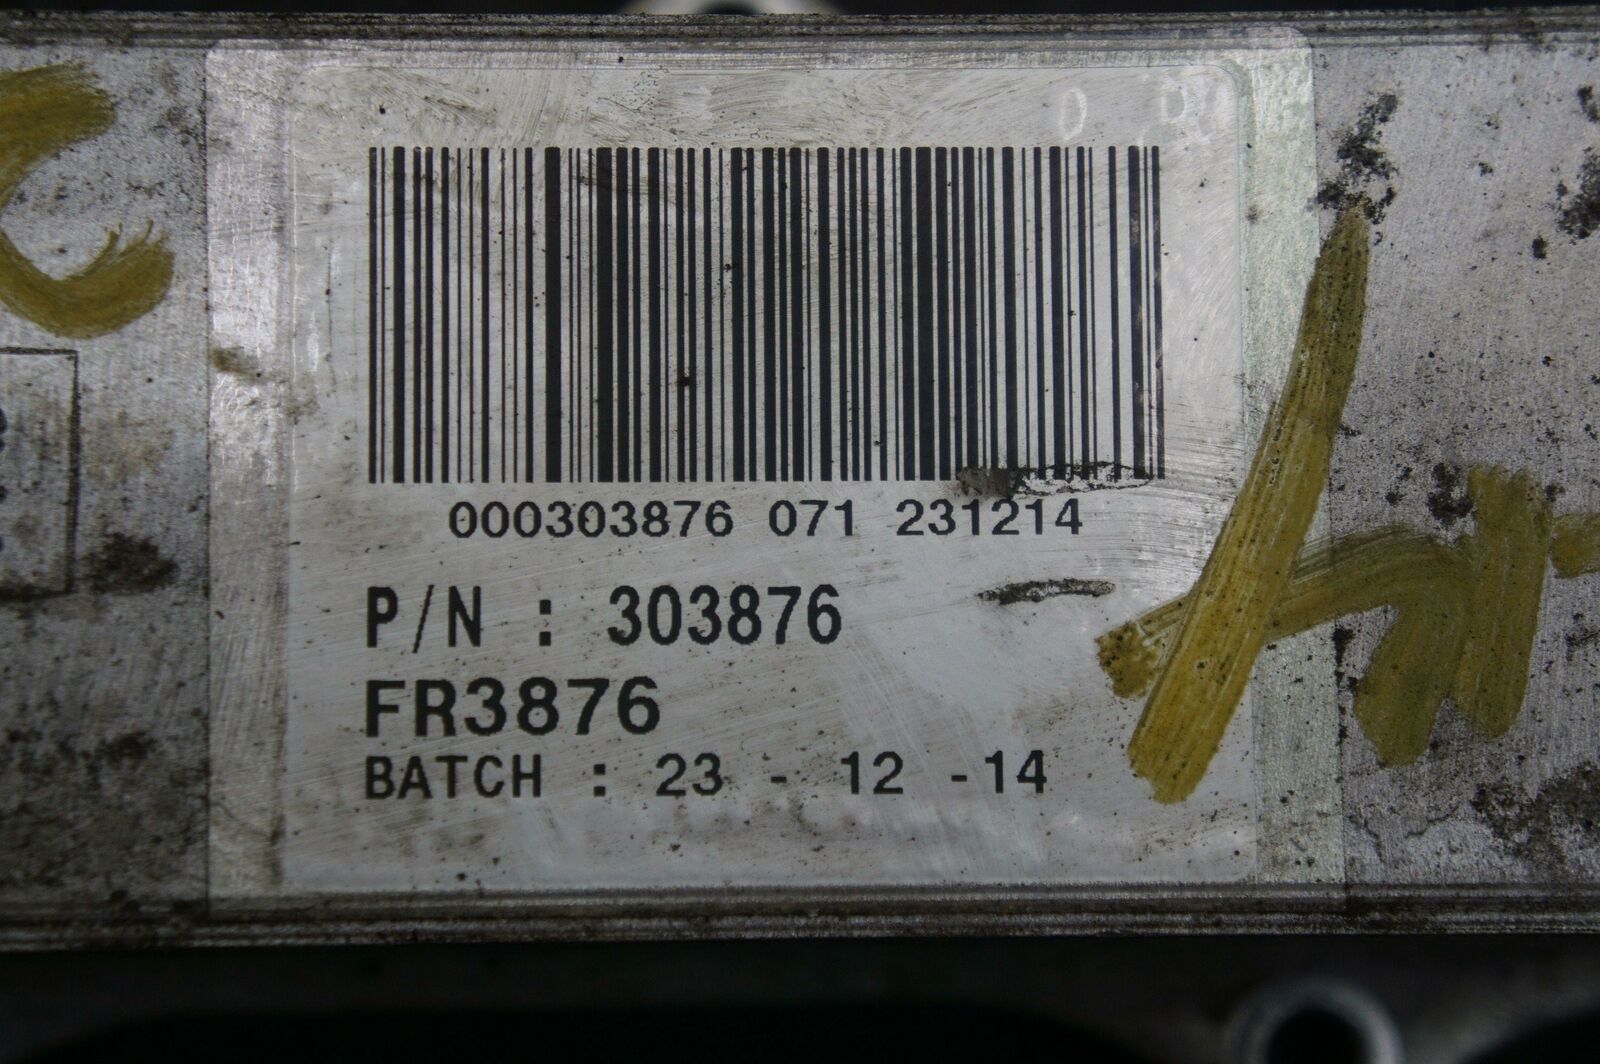 000303876 071 231214
P/N : 303876
FR3876
BATCH : 23 - 12 -14